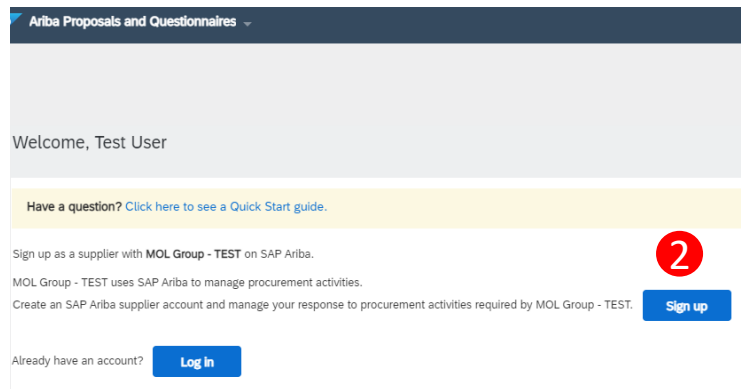 Ariba Proposals and Questionnaires
Welcome, Test User
Have a question? Click here to see a Quick Start guide.
Sign up as a supplier with MOL Group - TEST on SAP Ariba.
2
MOL Group - TEST uses SAP Ariba to manage procurement activities.
Create an SAP Ariba supplier account and manage your response to procurement activities required by MOL Group - TEST. Sign up
Already have an account? Log in